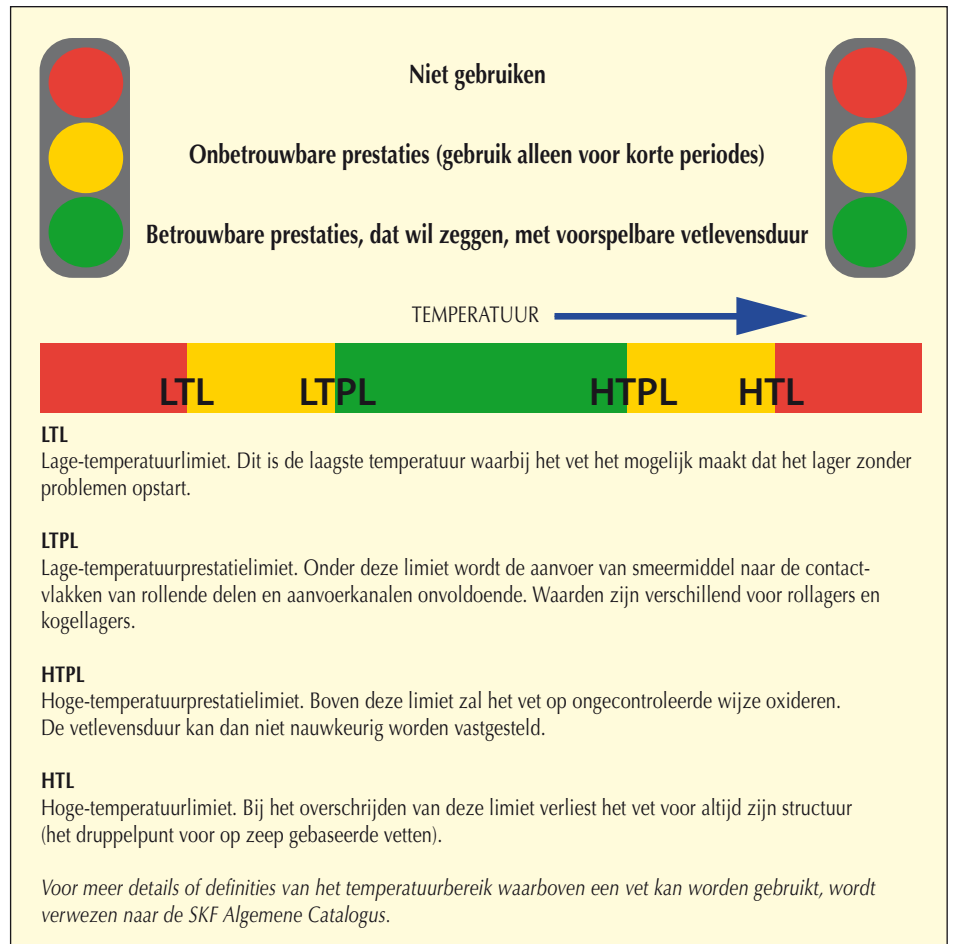 Niet gebruiken
Onbetrouwbare prestaties (gebruik alleen voor korte periodes)
Betrouwbare prestaties, dat wil zeggen, met voorspelbare vetlevensduur
TEMPERATUUR
LTL LTPL HTPL HTL
LTL
Lage-temperatuurlimiet. Dit is de laagste temperatuur waarbij het vet het mogelijk maakt dat het lager zonder
problemen opstart.
LTPL
Lage-temperatuurprestatielimiet. Onder deze limiet wordt de aanvoer van smeermiddel naar de contact-
vlakken van rollende delen en aanvoerkanalen onvoldoende. Waarden zijn verschillend voor rollagers en
kogellagers.
HTPL
Hoge-temperatuurprestatielimiet. Boven deze limiet zal het vet op ongecontroleerde wijze oxideren.
De vetlevensduur kan dan niet nauwkeurig worden vastgesteld.
HTL
Hoge-temperatuurlimiet. Bij het overschrijden van deze limiet verliest het vet voor altijd zijn structuur
(het druppelpunt voor op zeep gebaseerde vetten).
Voor meer details of definities van het temperatuurbereik waarboven een vet kan worden gebruikt, wordt
verwezen naar de SKF Algemene Catalogus.